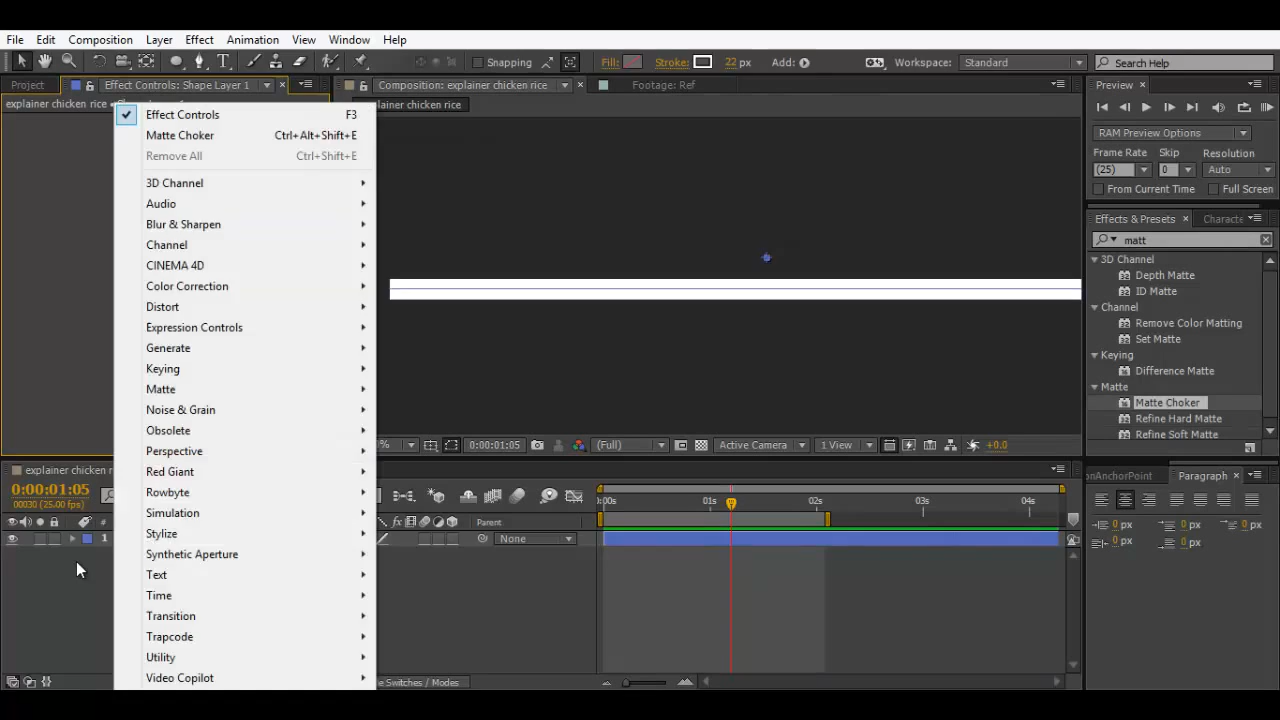 File Edit Composition Layer Effect Animation View Window Help
Snapping Fill: Stroke: 22 px Add: Workspace: Standard Search Help
Project Effect Controls: Shape Layer 1 Composition: explainer chicken rice Footage: Ref Preview
explainer chicken rice
Effect Controls F3
Matte Choker Ctrl+Alt+Shift+E
Remove All Ctrl+Shift+E
3D Channel
Audio
Blur & Sharpen
Channel
CINEMA 4D
Color Correction
Distort
Expression Controls
Generate
Keying
Matte
Noise & Grain
Obsolete
Perspective
Red Giant
Rowbyte
Simulation
Stylize
Synthetic Aperture
Text
Time
Transition
Trapcode
Utility
Video Copilot
RAM Preview Options
Frame Rate Skip Resolution
(25) 0 Auto
From Current Time Full Screen
Effects & Presets Characte
matt
3D Channel
Depth Matte
ID Matte
Channel
Remove Color Matting
Set Matte
Keying
Difference Matte
Matte
Matte Choker
Refine Hard Matte
Refine Soft Matte
% 0:00:01:05 (Full) Active Camera 1 View +0.0
explainer chicken ri
0:00:01:05
00030 (25.00 fps)
# Parent
1 None
00s 01s 02s 03s 04s
onAnchorPoint Paragraph
0 px 0 px 0 px
0 px 0 px
e Switches / Modes